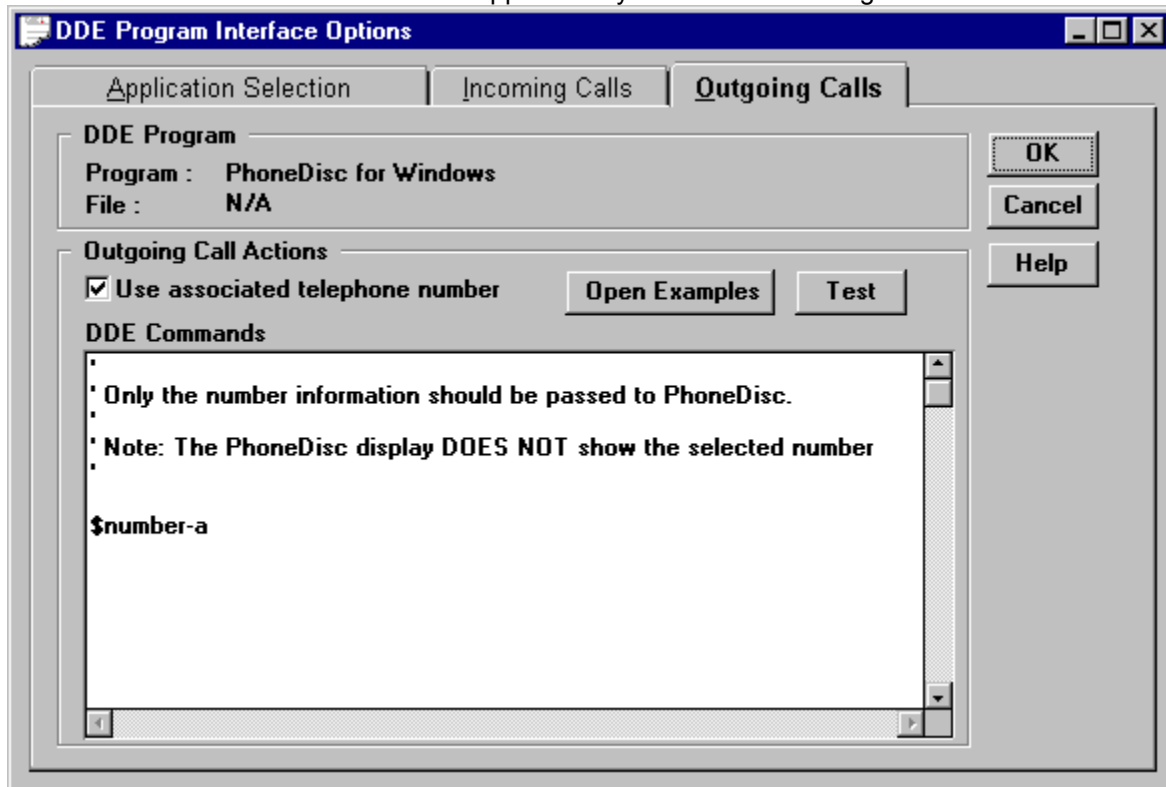 DDE Program Interface Options
Application Selection
Incoming Calls
Outgoing Calls
DDE Program
Program : PhoneDisc for Windows
File : N/A
OK
Cancel
Help
Outgoing Call Actions
Use associated telephone number
Open Examples
Test
DDE Commands
'
' Only the number information should be passed to PhoneDisc.
'
' Note: The PhoneDisc display DOES NOT show the selected number
'
$number-a